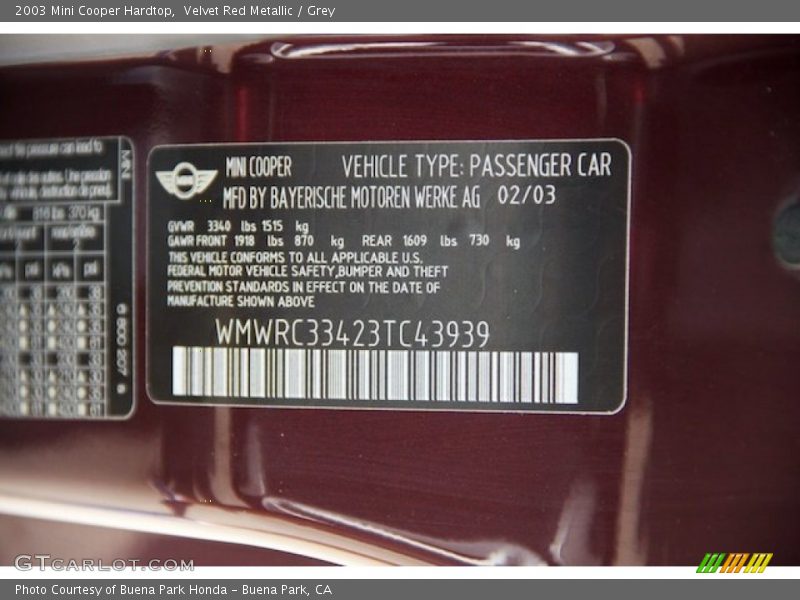 2003 Mini Cooper Hardtop,  Velvet Red Metallic / Grey
MINI COOPER VEHICLE TYPE: PASSENGER CAR
MFD BY BAYERISCHE MOTOREN WERKE AG 02/03
GVWR 3340 lbs 1515 kg
GAWR FRONT 1918 lbs 870 kg REAR 1609 lbs 730 kg
THIS VEHICLE CONFORMS TO ALL APPLICABLE U.S.
FEDERAL MOTOR VEHICLE SAFETY,BUMPER AND THEFT
PREVENTION STANDARDS IN EFFECT ON THE DATE OF
MANUFACTURE SHOWN ABOVE
WMWRC33423TC43939
MINI
GTcarlot.com
Photo Courtesy of Buena Park Honda - Buena Park, CA